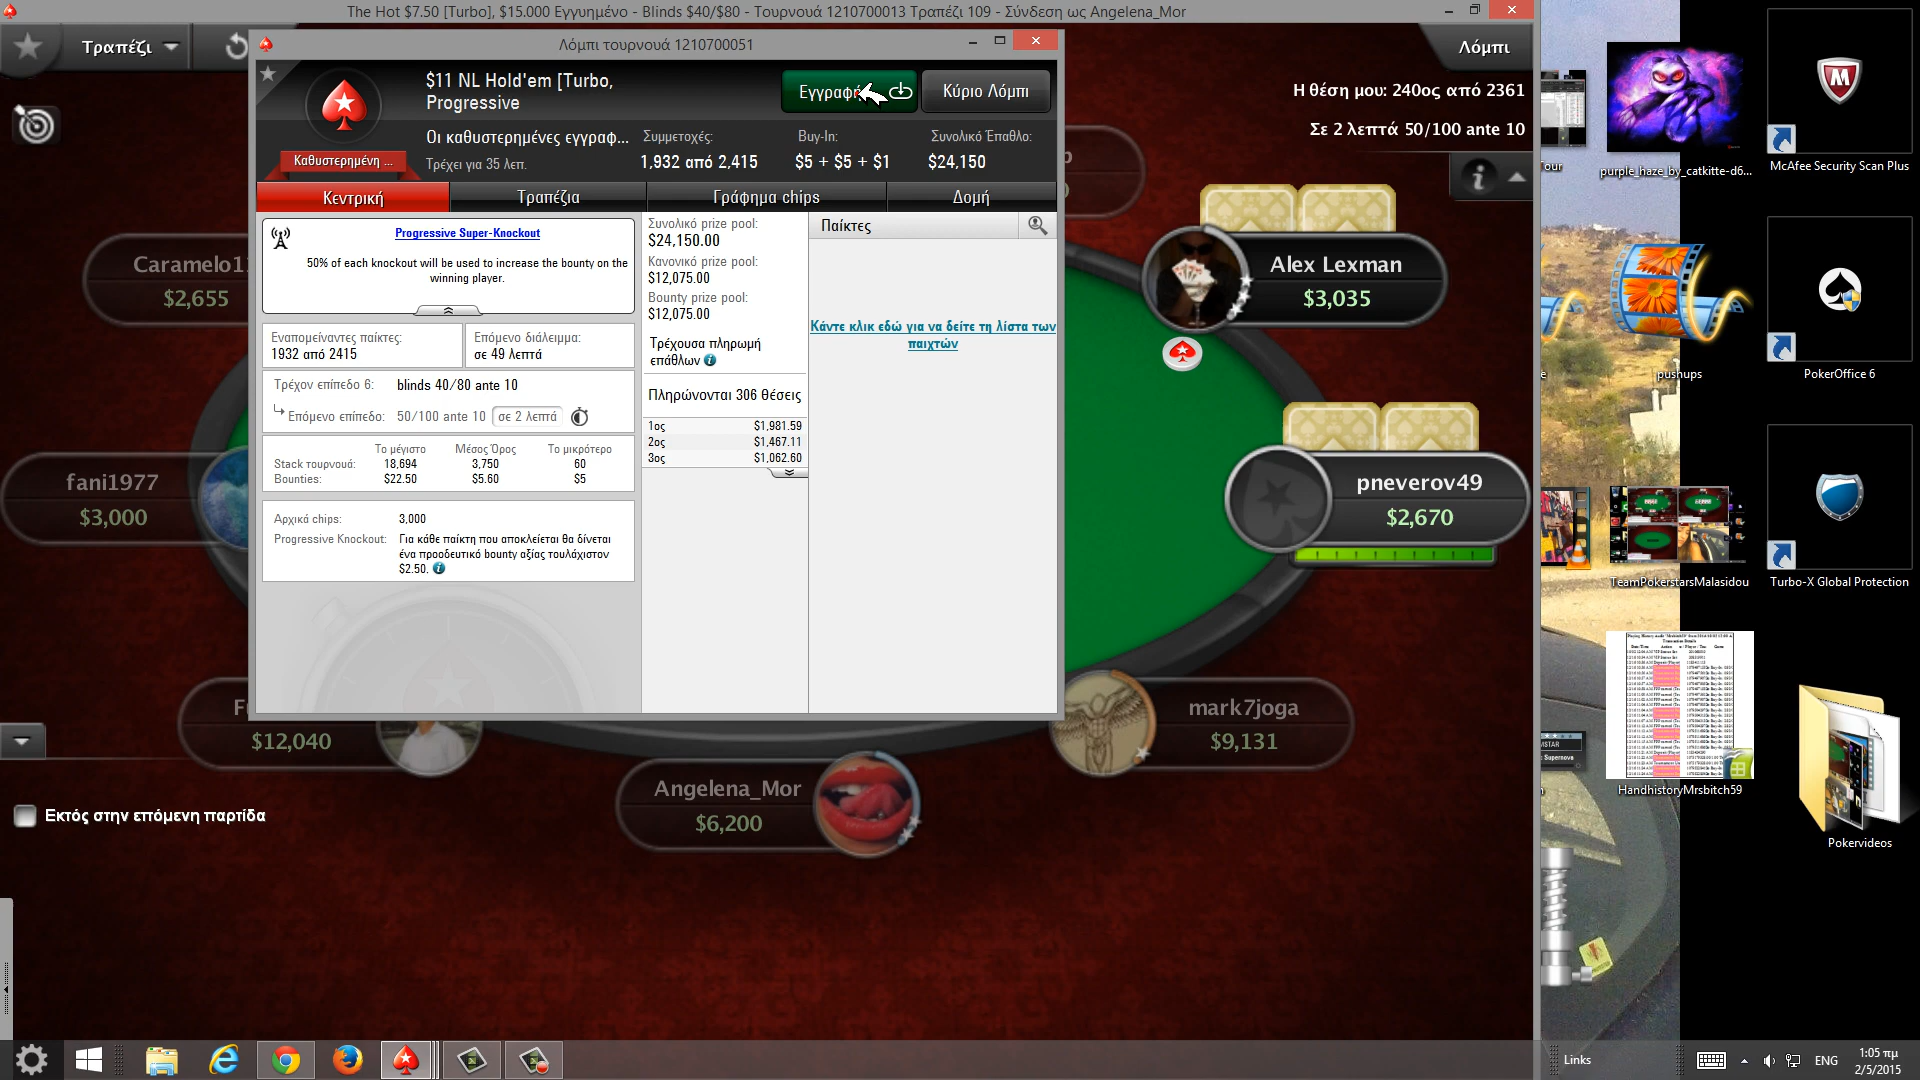 The Hot $7.50 [Turbo], $15.000 Εγγυημένο - Blinds $40/$80 - Τουρνουά 1210700013 Τραπέζι 109 - Σύνδεση ως Angelena_Mor
Τραπέζι
Λόμπι
Η θέση μου: 240ος από 2361
Σε 2 λεπτά 50/100 ante 10
Λόμπι τουρνουά 1210700051
$11 NL Hold'em [Turbo,
Progressive
Κύριο Λόμπι
Οι καθυστερημένες εγγραφ...
Τρέχει για 35 λεπ.
Καθυστερημένη ...
Συμμετοχές:
1,932 από 2,415
Buy-In:
$5 + $5 + $1
Συνολικό Έπαθλο:
$24,150
Κεντρική
Τραπέζια
Γράφημα chips
Δομή
Progressive Super-Knockout
50% of each knockout will be used to increase the bounty on the
winning player.
Εναπομείναντες παίκτες:
1932 από 2415
Επόμενο διάλειμμα:
σε 49 λεπτά
Τρέχον επίπεδο 6: blinds 40/80 ante 10
Επόμενο επίπεδο: 50/100 ante 10 σε 2 λεπτά
Το μέγιστο Μέσος Όρος Το μικρότερο
Stack τουρνουά: 18,694 3,750 60
Bounties: $22.50 $5.60 $5
Αρχικά chips: 3,000
Progressive Knockout: Για κάθε παίκτη που αποκλείεται θα δίνεται
ένα προοδευτικό bounty αξίας τουλάχιστον
$2.50.
Συνολικό prize pool:
$24,150.00
Κανονικό prize pool:
$12,075.00
Bounty prize pool:
$12,075.00
Τρέχουσα πληρωμή
επάθλων
Πληρώνονται 306 θέσεις
1ος $1,981.59
2ος $1,467.11
3ος $1,062.60
Παίκτες
Κάντε κλικ εδώ για να δείτε τη λίστα των
παιχτών
$2,655
fani1977
$3,000
$12,040
Angelena_Mor
$6,200
mark7joga
$9,131
pneverov49
$2,670
Alex Lexman
$3,035
Εκτός στην επόμενη παρτίδα
purple_haze_by_catkitte-d6...
McAfee Security Scan Plus
pushups
PokerOffice 6
TeamPokerstarsMalasidou
Turbo-X Global Protection
HandhistoryMrsbitch59
Pokervideos
Links
ENG
1:05 πμ
2/5/2015